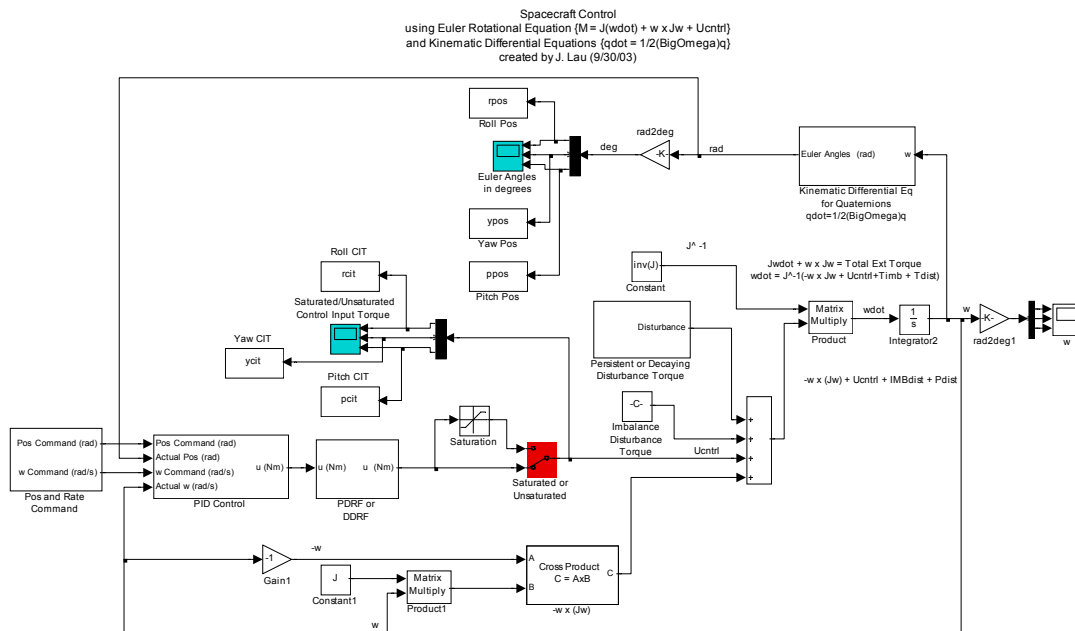 Spacecraft Control
using Euler Rotational Equation {M = J(wdot) + w x Jw + Ucntrl}
and Kinematic Differential Equations {qdot = 1/2(BigOmega)q}
created by J. Lau (9/30/03)
rpos
Roll Pos
rad2deg
deg
-K-
rad
Euler Angles (rad)
w
Euler Angles
in degrees
Kinematic Differential Eq
for Quaternions
qdot=1/2(BigOmega)q
ypos
Yaw Pos
ppos
Pitch Pos
J^ -1
inv(J)
Constant
Jwdot + w x Jw = Total Ext Torque
wdot = J^-1(-w x Jw + Ucntrl+Timb + Tdist)
Roll CIT
rcit
Saturated/Unsaturated
Control Input Torque
Yaw CIT
ycit
Pitch CIT
pcit
Disturbance
Persistent or Decaying
Disturbance Torque
Matrix
Multiply
Product
wdot
1
s
Integrator2
w
-K-
rad2deg1
w
-w x (Jw) + Ucntrl + IMBdist + Pdist
-C-
Imbalance
Disturbance
Torque
+
+
+
+
Ucntrl
Saturation
Saturated or
Unsaturated
Pos Command (rad)
w Command (rad/s)
Pos and Rate
Command
Pos Command (rad)
Actual Pos (rad)
w Command (rad/s)
Actual w (rad/s)
u (Nm)
PID Control
u (Nm)
u (Nm)
PDRF or
DDRF
-1
Gain1
-w
J
Constant1
Matrix
Multiply
Product1
w
A
B
Cross Product
C = AxB
C
-w x (Jw)